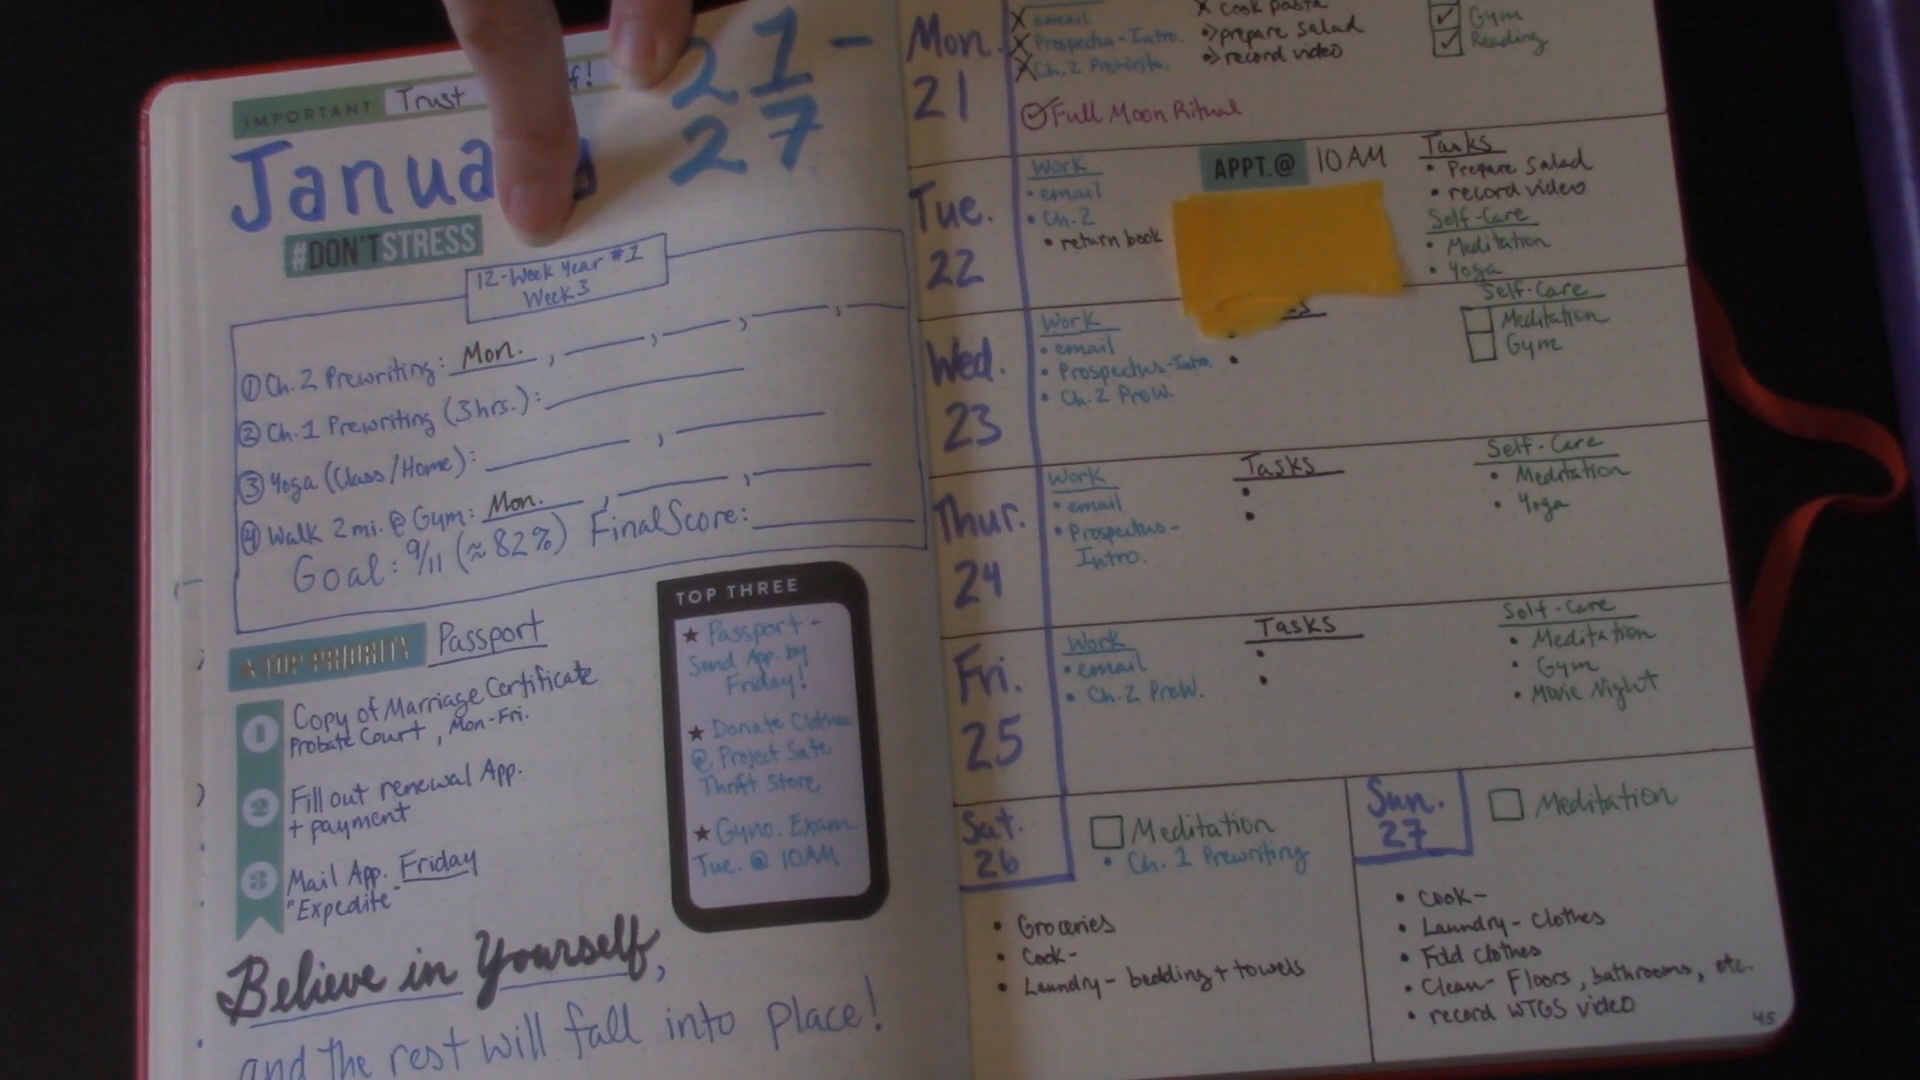 IMPORTANT Trust f!
Janua 21 -
27
#DON'T STRESS
12-Week Year #1
Week 3
① Ch. 2 Prewriting: Mon. , , , ,
② Ch. 1 Prewriting (3 hrs.):
③ Yoga (Class/Home): ,
④ Walk 2 mi. @ Gym: Mon. , ,
Goal: 9/11 (≈ 82%) Final Score:
TOP PRIORITY Passport
1 Copy of Marriage Certificate
Probate Court, Mon-Fri.
2 Fill out renewal App.
+ payment
3 Mail App. Friday
"Expedite"
TOP THREE
★ Passport -
Send App. by
Friday!
★ Donate Clothes
@ Project Safe
Thrift Store
★ Gyno. Exam
Tue. @ 10AM
Believe in Yourself,
and the rest will fall into place!
Mon.
21
email
Prospectus-Intro.
Ch. 2 Prewrite.
cook pasta
prepare salad
record video
Gym
Reading
Full Moon Ritual
Tue.
22
Work
• email
• Ch. 2
• return book
APPT.@ 10 AM
Tasks
• Prepare Salad
• record video
Self-Care
• Meditation
• Yoga
Wed.
23
Work
• email
• Prospectus-Intro.
• Ch. 2 PreW.
Self-Care
Meditation
Gym
Thur.
24
Work
• email
• Prospectus-
Intro.
Tasks
Self-Care
• Meditation
• Yoga
Fri.
25
Work
• email
• Ch. 2 PreW.
Tasks
Self-Care
• Meditation
• Gym
• Movie Night
Sat.
26
Meditation
• Ch. 1 Prewriting
• Groceries
• Cook-
• Laundry- bedding + towels
Sun.
27
Meditation
• Cook-
• Laundry- Clothes
• Fold clothes
• Clean- Floors, bathrooms, etc.
• record WTGS video
45